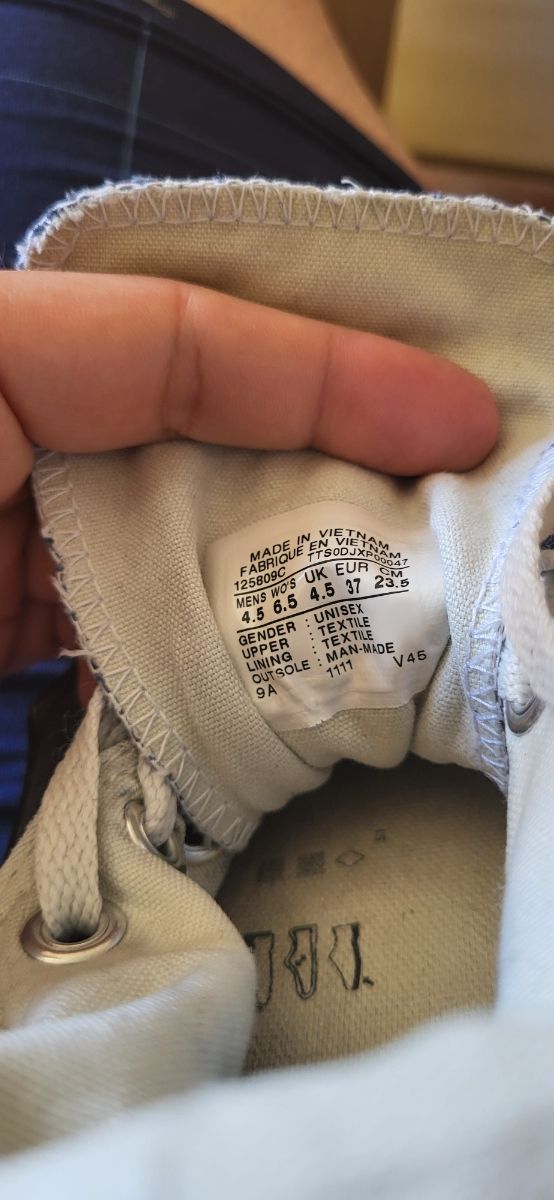 MADE IN VIETNAM
FABRIQUE EN VIETNAM
125809C TTS0DJXP00047
MENS WO'S UK EUR CM
4.5 6.5 4.5 37 23.5
GENDER : UNISEX
UPPER : TEXTILE
LINING : TEXTILE
OUTSOLE : MAN-MADE
9A 1111 V45